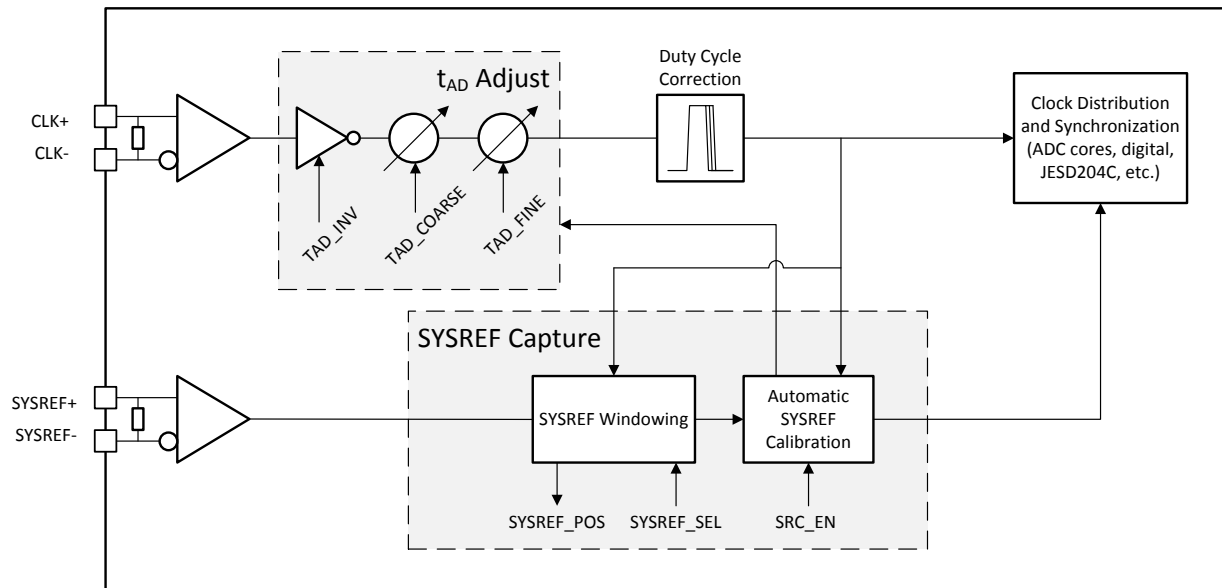 t_AD Adjust
Duty Cycle
Correction
Clock Distribution
and Synchronization
(ADC cores, digital,
JESD204C, etc.)
CLK+
CLK-
TAD_INV
TAD_COARSE
TAD_FINE
SYSREF Capture
SYSREF+
SYSREF-
SYSREF Windowing
Automatic
SYSREF
Calibration
SYSREF_POS
SYSREF_SEL
SRC_EN